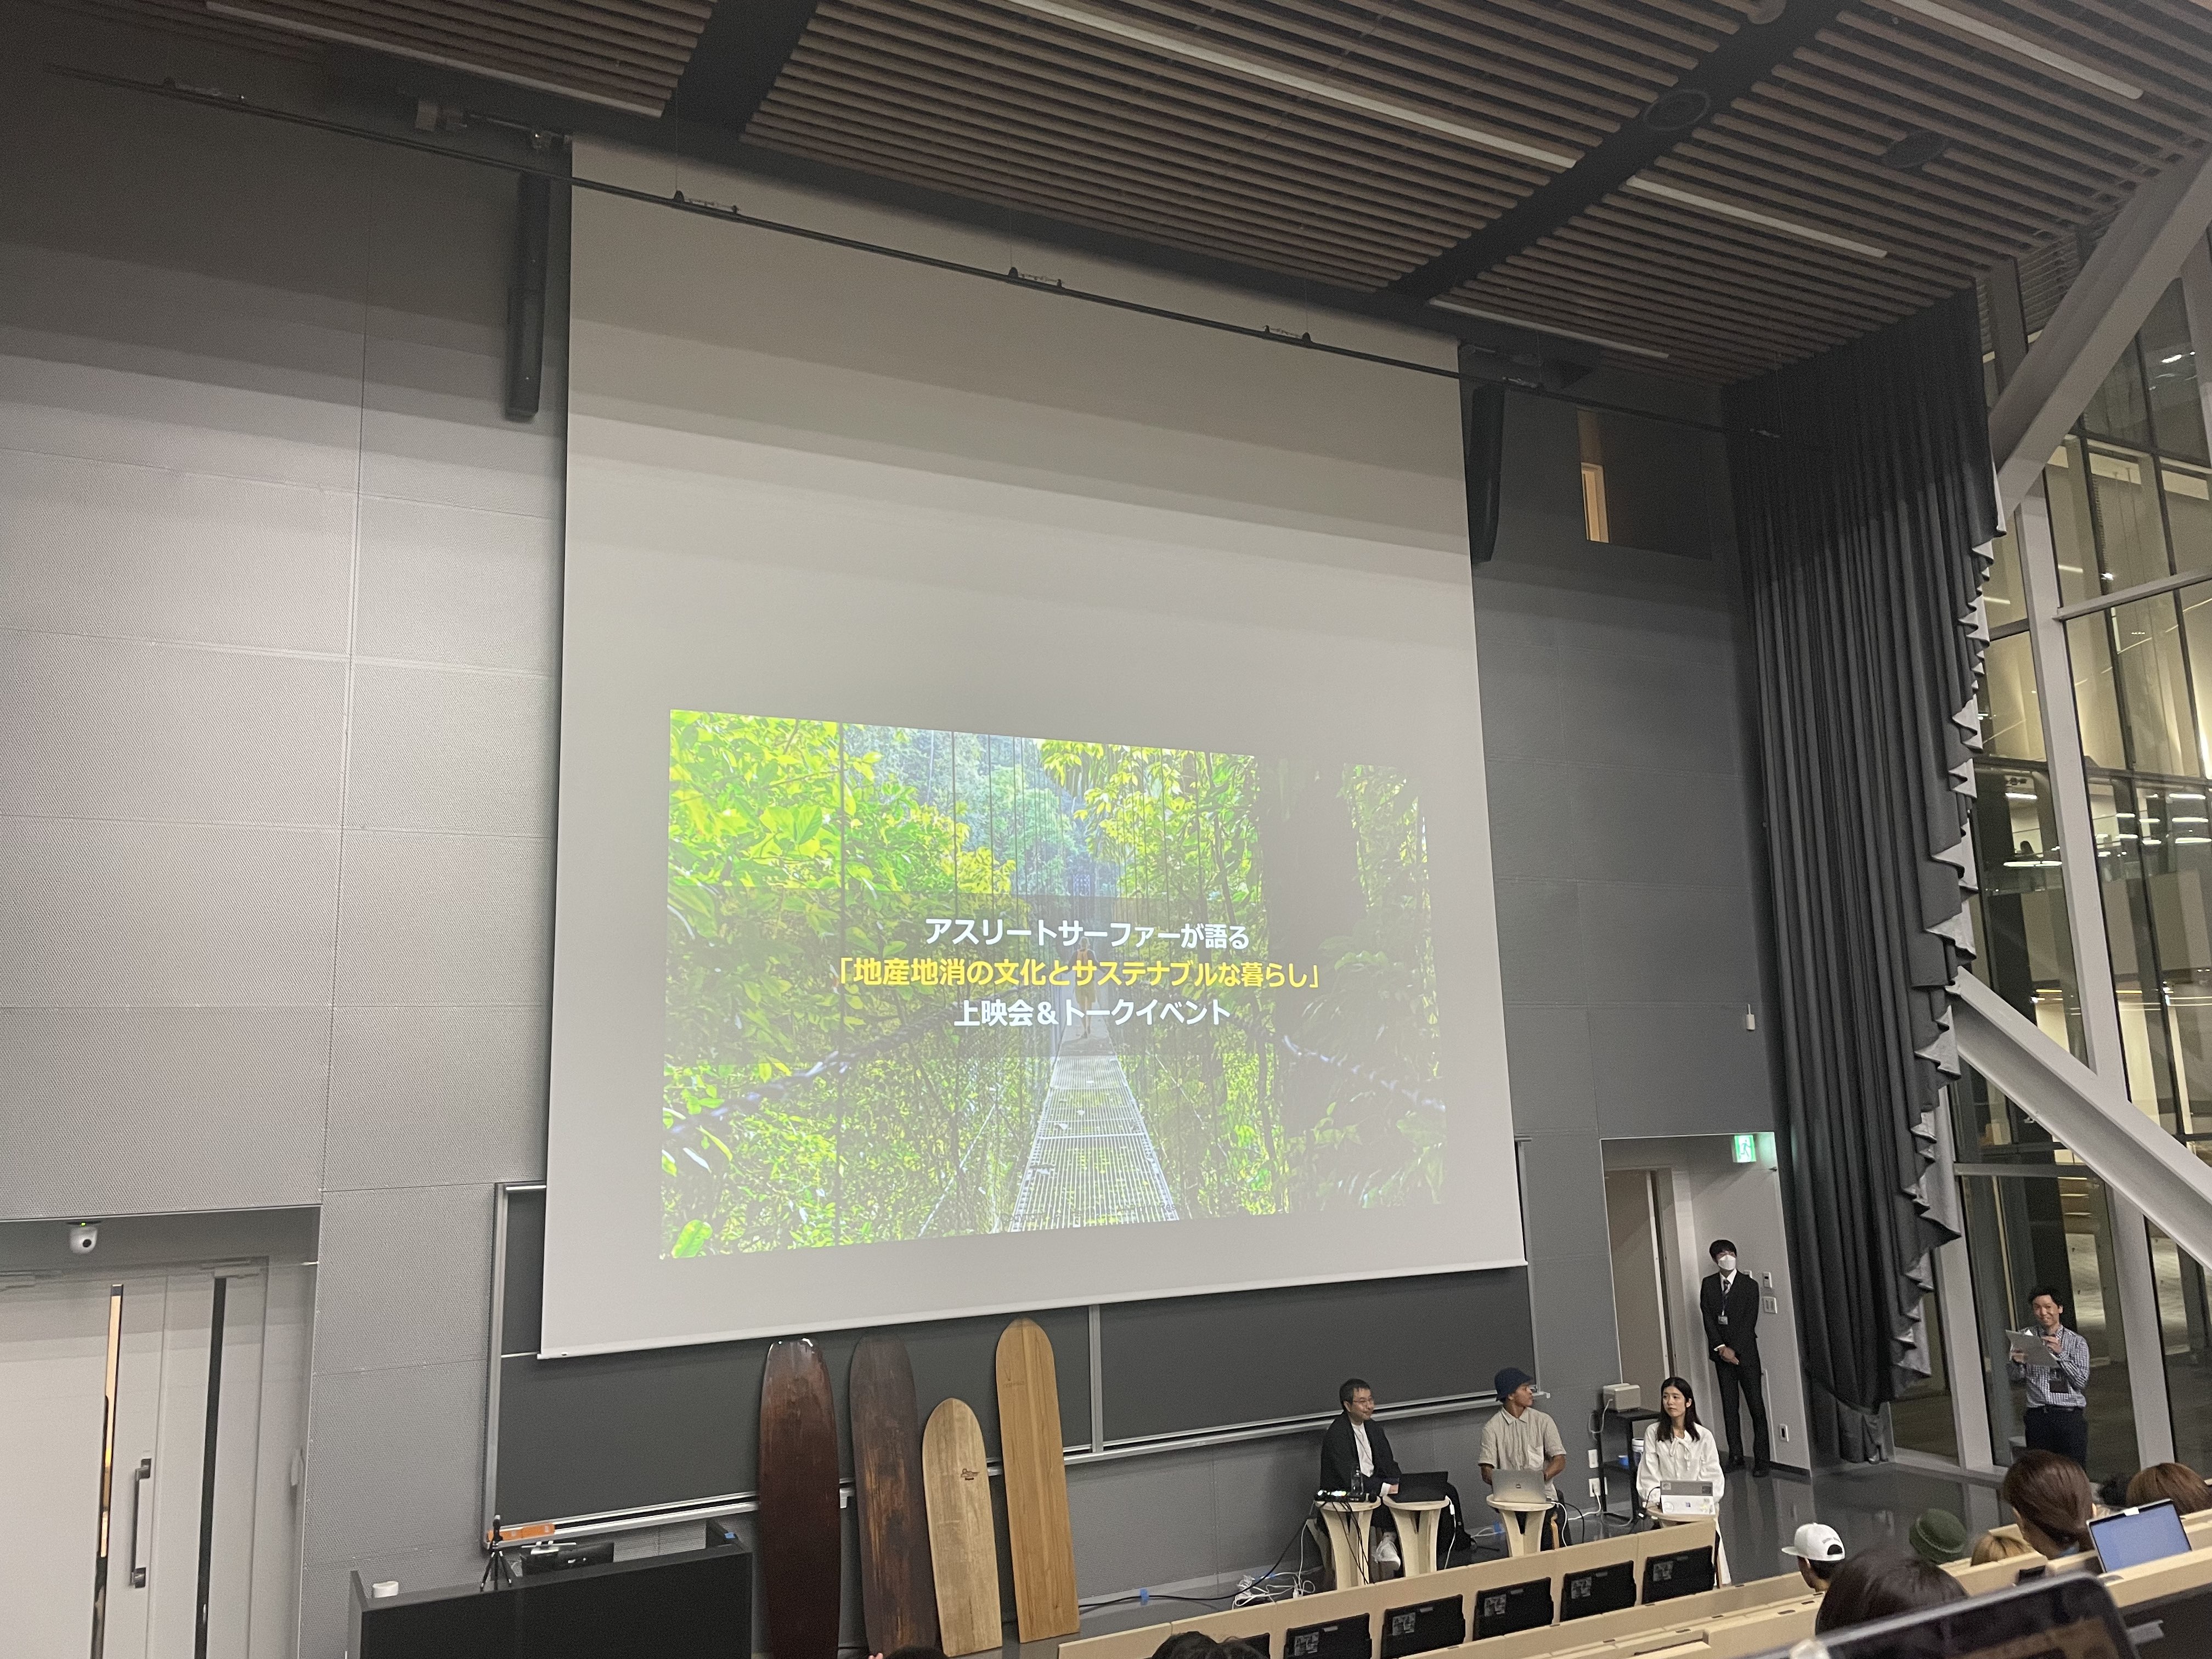 アスリートサーファーが語る
「地産地消の文化とサステナブルな暮らし」
上映会＆トークイベント